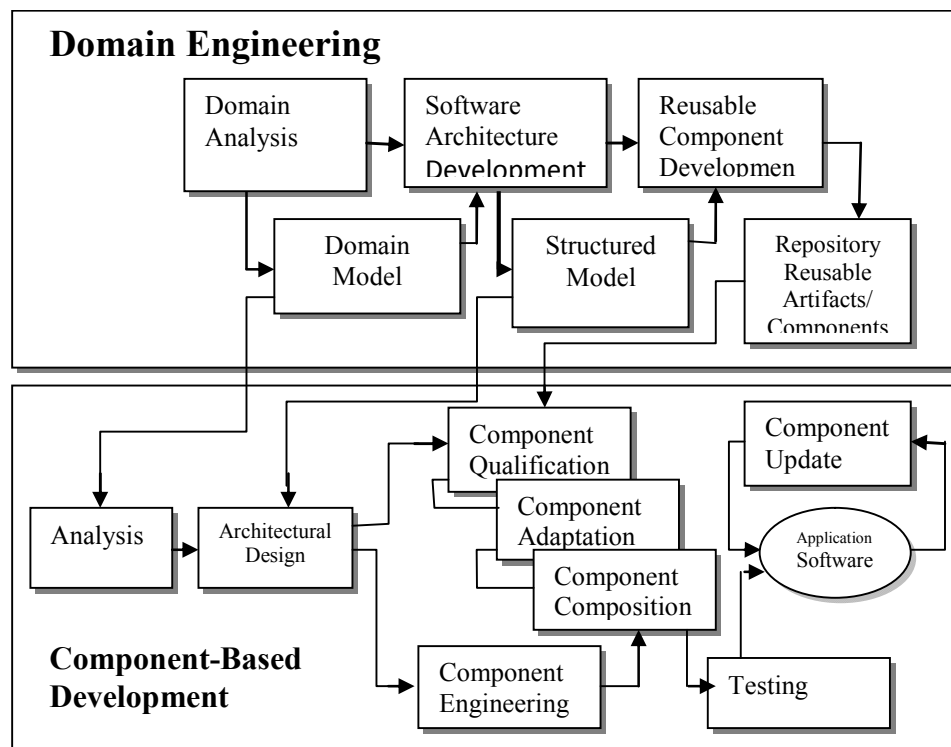 Domain Engineering
Domain
Analysis
Software
Architecture
Development
Reusable
Component
Developmen
Domain
Model
Structured
Model
Repository
Reusable
Artifacts/
Components
Component
Qualification
Component
Update
Analysis
Architectural
Design
Component
Adaptation
Application
Software
Component
Composition
Component-Based
Development
Component
Engineering
Testing